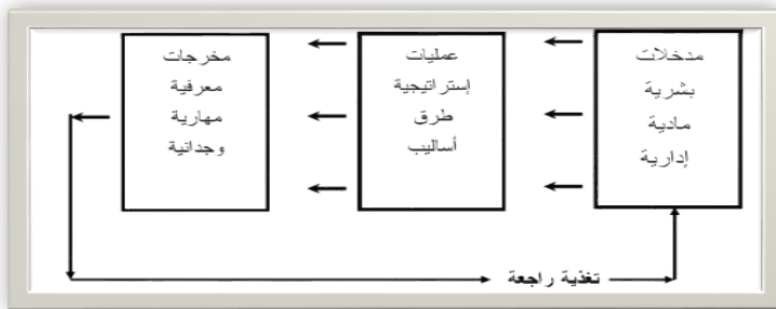 مدخلات
بشرية
مادية
إدارية
عمليات
إستراتيجية
طرق
أساليب
مخرجات
معرفية
مهارية
وجدانية
تغذية راجعة